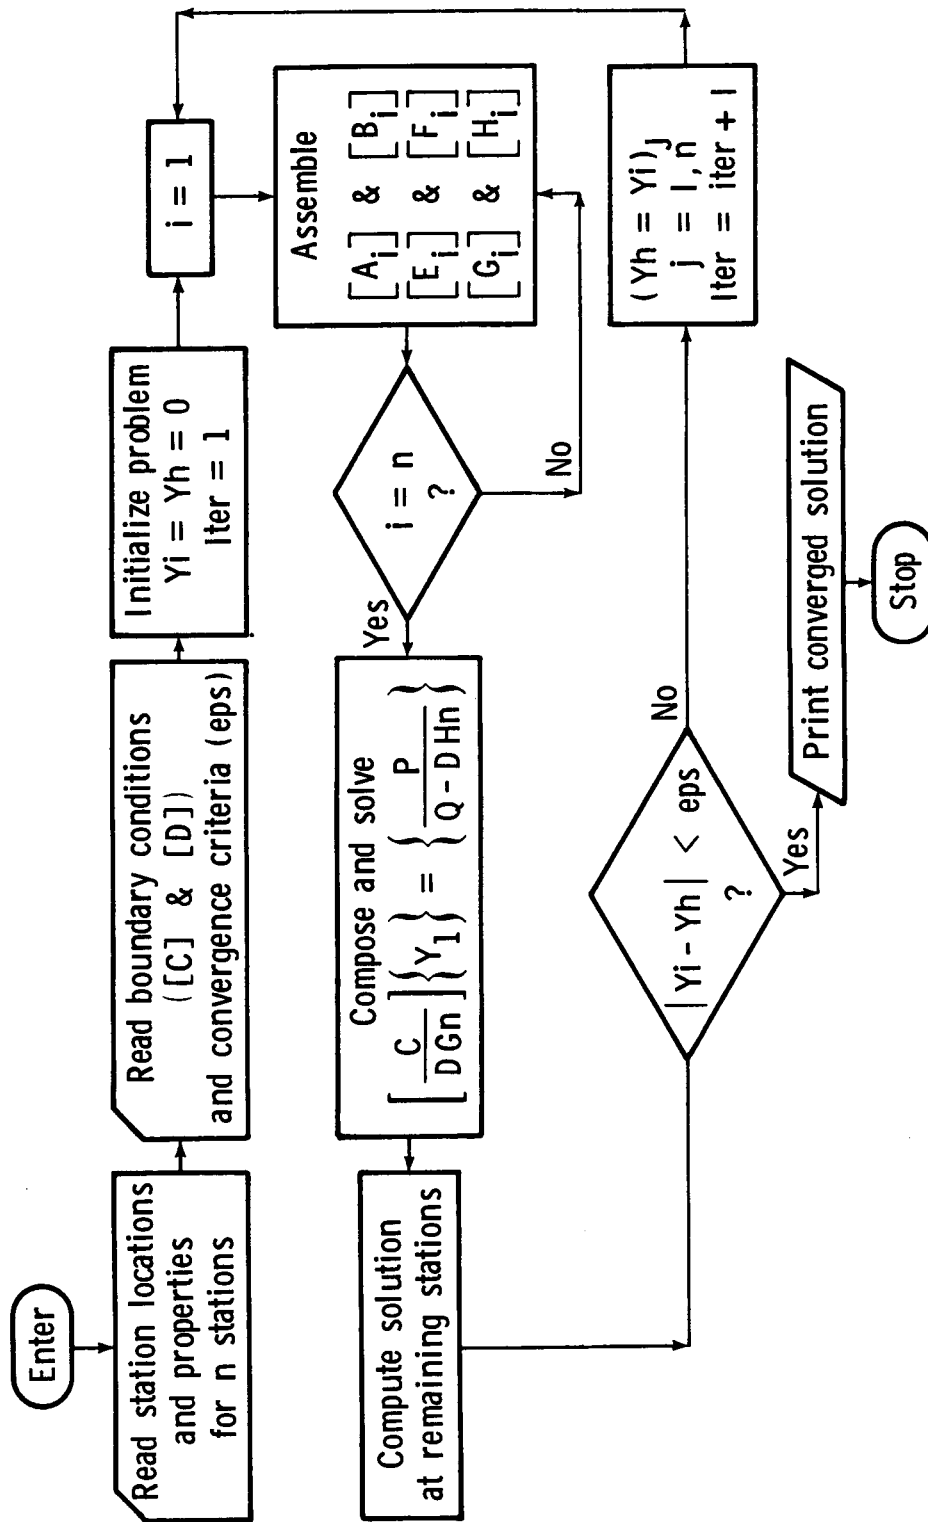 Enter
Read station locations
and properties
for n stations
Read boundary conditions
([C] & [D])
and convergence criteria (eps)
Initialize problem
Yi = Yh = 0
Iter = 1
i = 1
Assemble
[A_i] & [B_i]
[E_i] & [F_i]
[G_i] & [H_i]
i = n
?
No
Yes
Compose and solve
[C / DGn]{Y_1} = {P / Q - DHn}
Compute solution
at remaining stations
|Yi - Yh| < eps
?
No
Yes
(Yh = Yi)_j
j = 1, n
Iter = iter + 1
Print converged solution
Stop